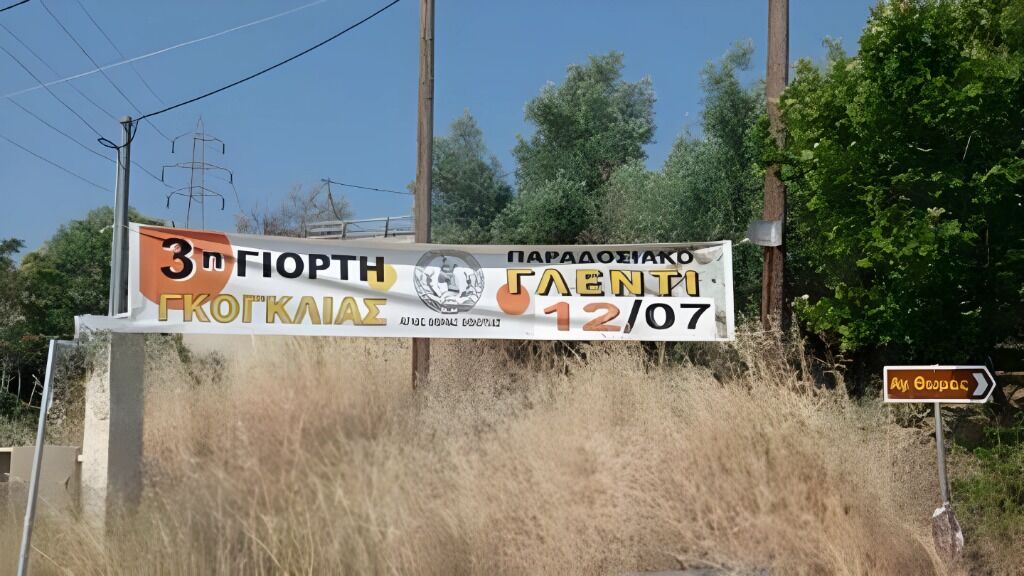 3η ΓΙΟΡΤΗ
ΓΚΟΓΚΛΙΑΣ
ΠΑΡΑΔΟΣΙΑΚΟ
ΓΛΕΝΤΙ
12/07
Αγ. Θωμας